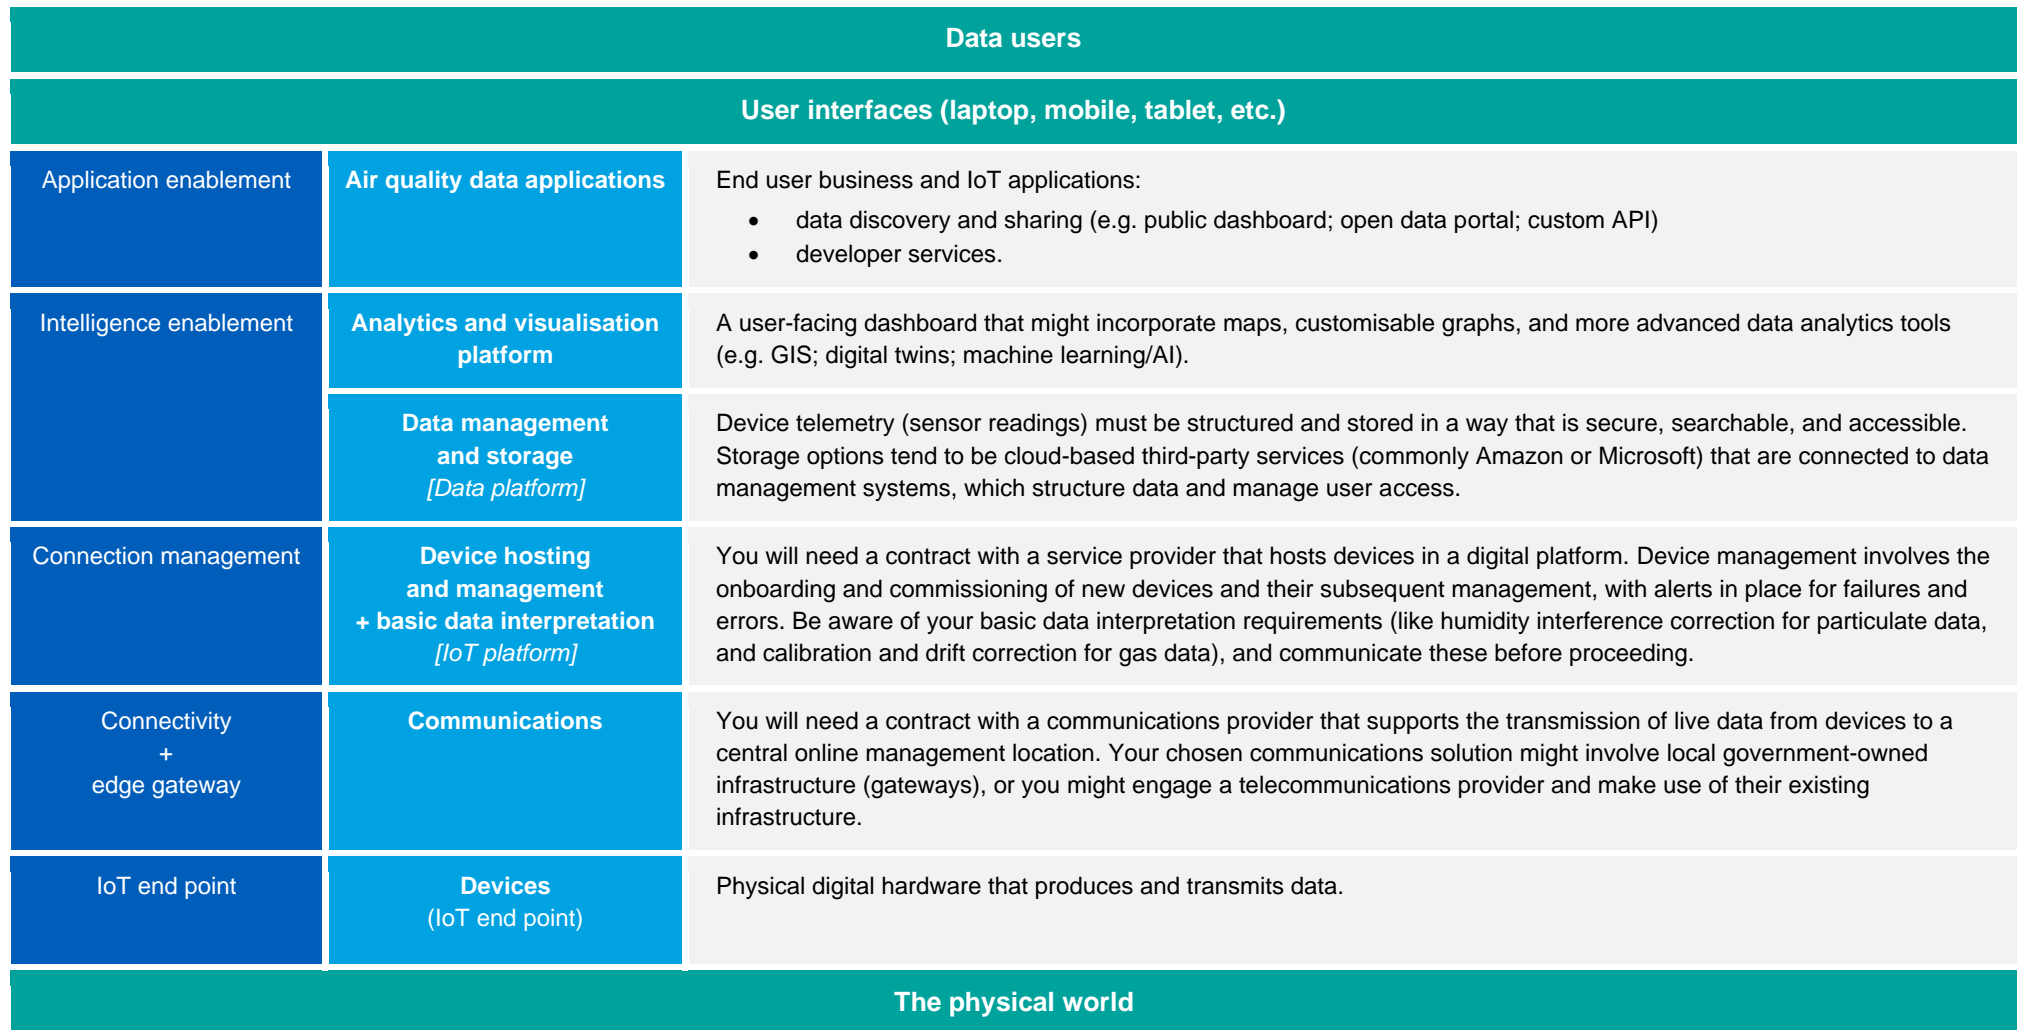 Data users
User interfaces (laptop, mobile, tablet, etc.)
Application enablement
Air quality data applications
End user business and IoT applications:
• data discovery and sharing (e.g. public dashboard; open data portal; custom API)
• developer services.
Intelligence enablement
Analytics and visualisation
platform
A user-facing dashboard that might incorporate maps, customisable graphs, and more advanced data analytics tools
(e.g. GIS; digital twins; machine learning/AI).
Data management
and storage
[Data platform]
Device telemetry (sensor readings) must be structured and stored in a way that is secure, searchable, and accessible.
Storage options tend to be cloud-based third-party services (commonly Amazon or Microsoft) that are connected to data
management systems, which structure data and manage user access.
Connection management
Device hosting
and management
+ basic data interpretation
[IoT platform]
You will need a contract with a service provider that hosts devices in a digital platform. Device management involves the
onboarding and commissioning of new devices and their subsequent management, with alerts in place for failures and
errors. Be aware of your basic data interpretation requirements (like humidity interference correction for particulate data,
and calibration and drift correction for gas data), and communicate these before proceeding.
Connectivity
+
edge gateway
Communications
You will need a contract with a communications provider that supports the transmission of live data from devices to a
central online management location. Your chosen communications solution might involve local government-owned
infrastructure (gateways), or you might engage a telecommunications provider and make use of their existing
infrastructure.
IoT end point
Devices
(IoT end point)
Physical digital hardware that produces and transmits data.
The physical world